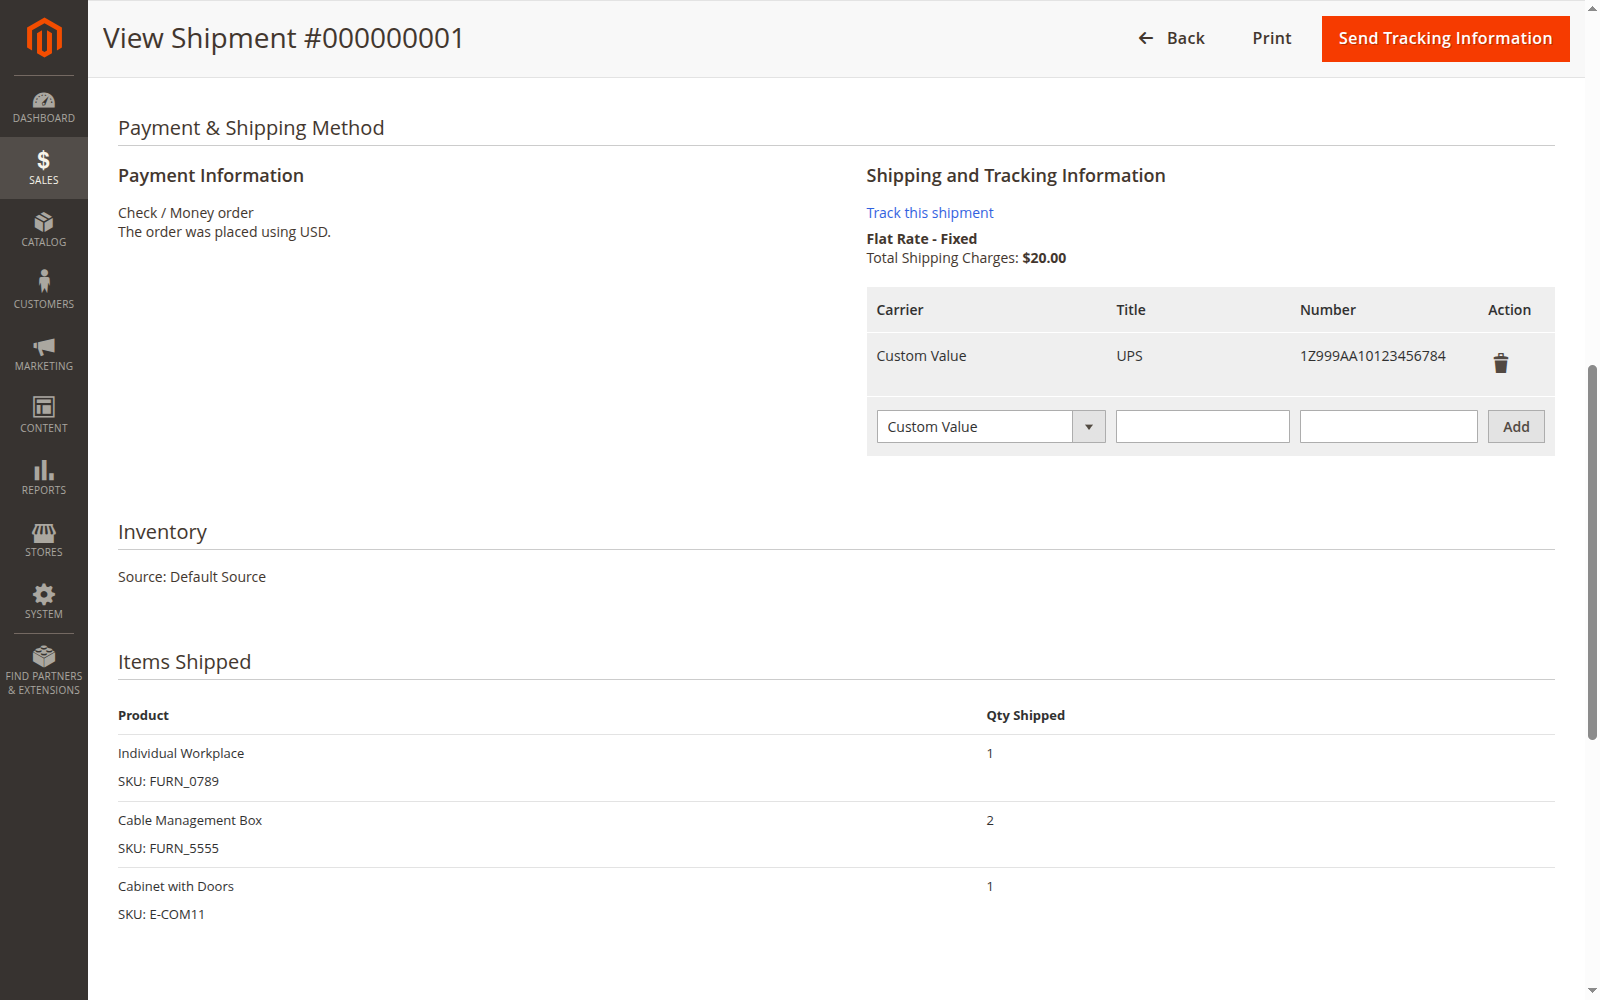 View Shipment #000000001
Back
Print
Send Tracking Information
DASHBOARD
SALES
CATALOG
CUSTOMERS
MARKETING
CONTENT
REPORTS
STORES
SYSTEM
FIND PARTNERS
& EXTENSIONS
Payment & Shipping Method
Payment Information
Check / Money order
The order was placed using USD.
Shipping and Tracking Information
Track this shipment
Flat Rate - Fixed
Total Shipping Charges: $20.00
Carrier Title Number Action
Custom Value UPS 1Z999AA10123456784
Custom Value Add
Inventory
Source: Default Source
Items Shipped
Product Qty Shipped
Individual Workplace 1
SKU: FURN_0789
Cable Management Box 2
SKU: FURN_5555
Cabinet with Doors 1
SKU: E-COM11